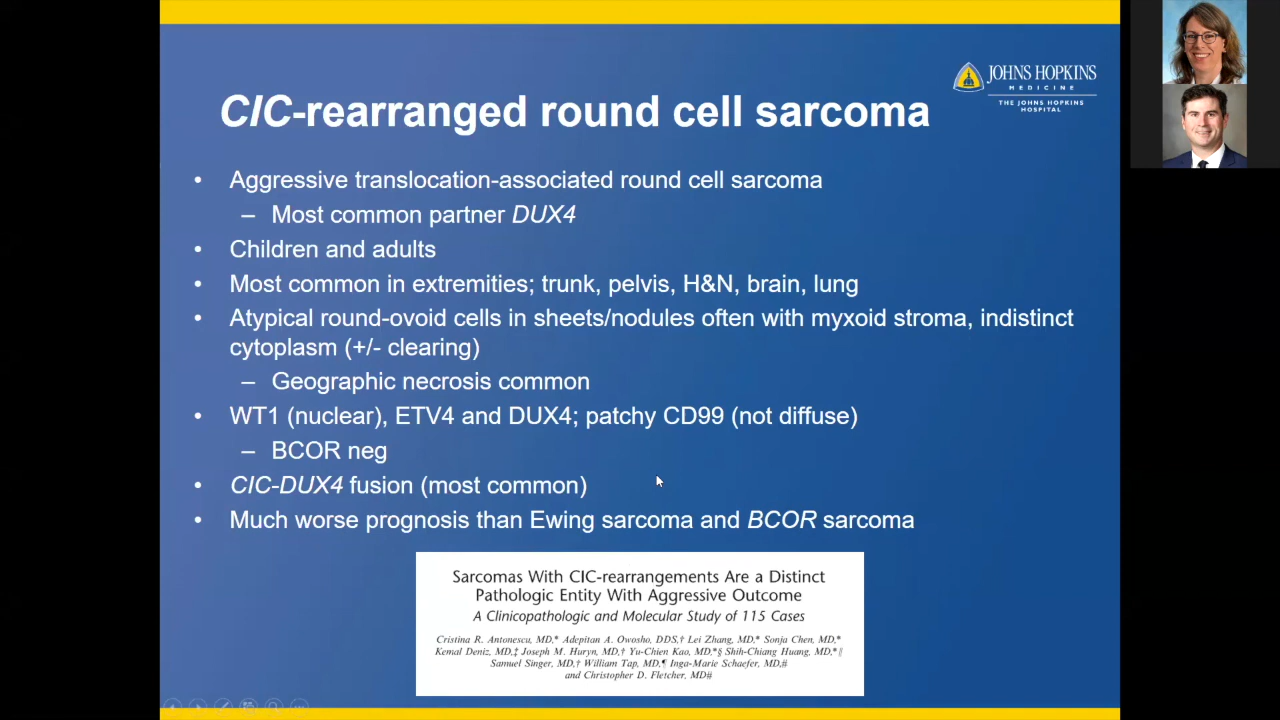 JOHNS HOPKINS
MEDICINE
THE JOHNS HOPKINS
HOSPITAL
CIC-rearranged round cell sarcoma
• Aggressive translocation-associated round cell sarcoma
– Most common partner DUX4
• Children and adults
• Most common in extremities; trunk, pelvis, H&N, brain, lung
• Atypical round-ovoid cells in sheets/nodules often with myxoid stroma, indistinct
cytoplasm (+/- clearing)
– Geographic necrosis common
• WT1 (nuclear), ETV4 and DUX4; patchy CD99 (not diffuse)
– BCOR neg
• CIC-DUX4 fusion (most common)
• Much worse prognosis than Ewing sarcoma and BCOR sarcoma
Sarcomas With CIC-rearrangements Are a Distinct
Pathologic Entity With Aggressive Outcome
A Clinicopathologic and Molecular Study of 115 Cases
Cristina R. Antonescu, MD,* Adepitan A. Owosho, DDS,† Lei Zhang, MD,* Sonja Chen, MD,*
Kemal Deniz, MD,‡ Joseph M. Huryn, MD,† Yu-Chien Kao, MD,*§ Shih-Chiang Huang, MD,*∥
Samuel Singer, MD,† William Tap, MD,¶ Inga-Marie Schaefer, MD,#
and Christopher D. Fletcher, MD#